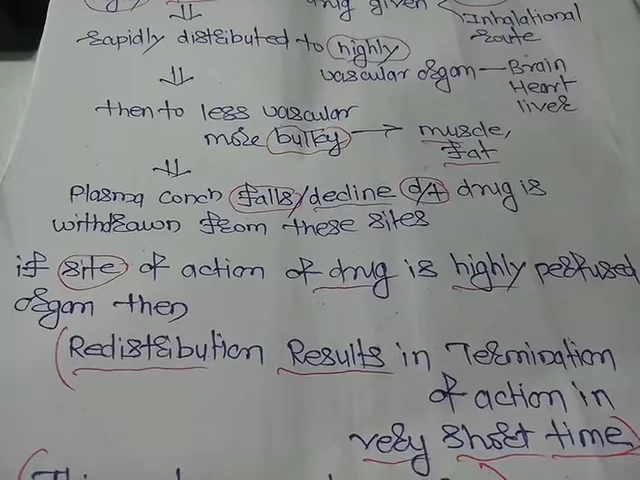 drug given
Inhalational
route
rapidly distributed to highly
vascular organ — Brain
Heart
liver
then to less vascular
more bulky → muscle,
fat
Plasma concn falls/decline d/t drug is
withdrawn from these sites
if site of action of drug is highly perfused
organ then
(Redistribution Results in Termination
of action in
very short time)